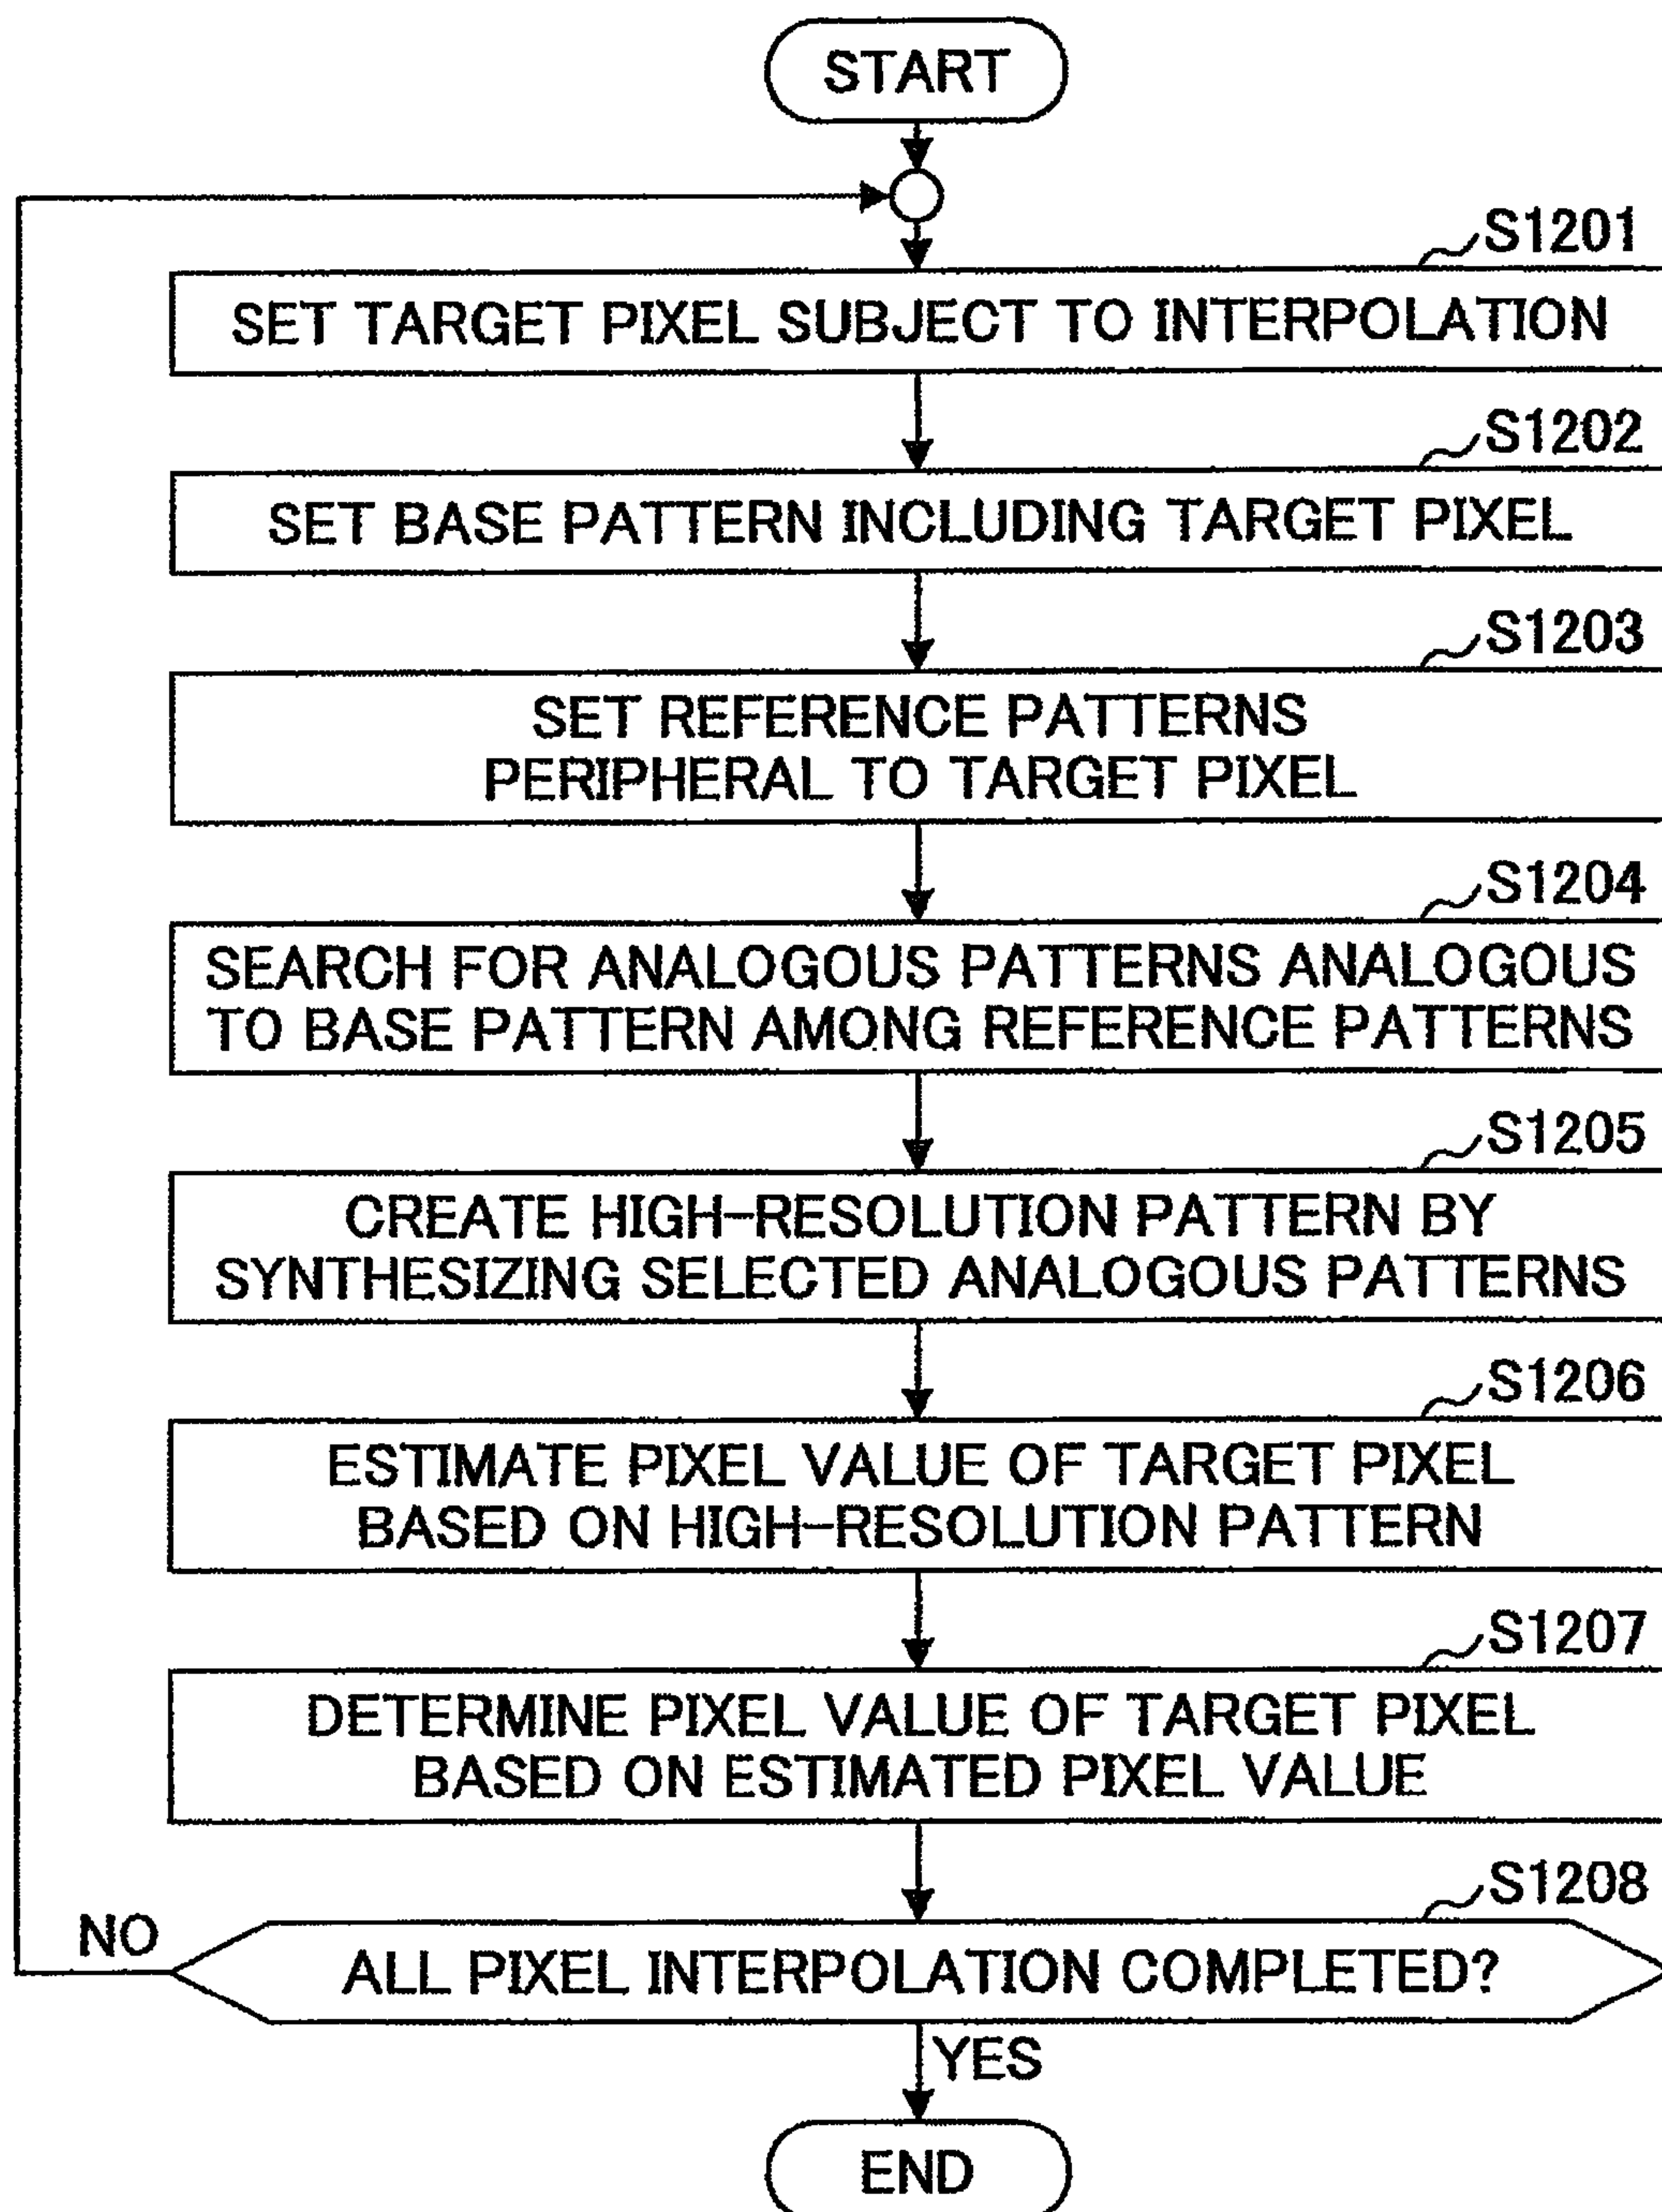 START
S1201
SET TARGET PIXEL SUBJECT TO INTERPOLATION
S1202
SET BASE PATTERN INCLUDING TARGET PIXEL
S1203
SET REFERENCE PATTERNS
PERIPHERAL TO TARGET PIXEL
S1204
SEARCH FOR ANALOGOUS PATTERNS ANALOGOUS
TO BASE PATTERN AMONG REFERENCE PATTERNS
S1205
CREATE HIGH-RESOLUTION PATTERN BY
SYNTHESIZING SELECTED ANALOGOUS PATTERNS
S1206
ESTIMATE PIXEL VALUE OF TARGET PIXEL
BASED ON HIGH-RESOLUTION PATTERN
S1207
DETERMINE PIXEL VALUE OF TARGET PIXEL
BASED ON ESTIMATED PIXEL VALUE
S1208
NO
ALL PIXEL INTERPOLATION COMPLETED?
YES
END